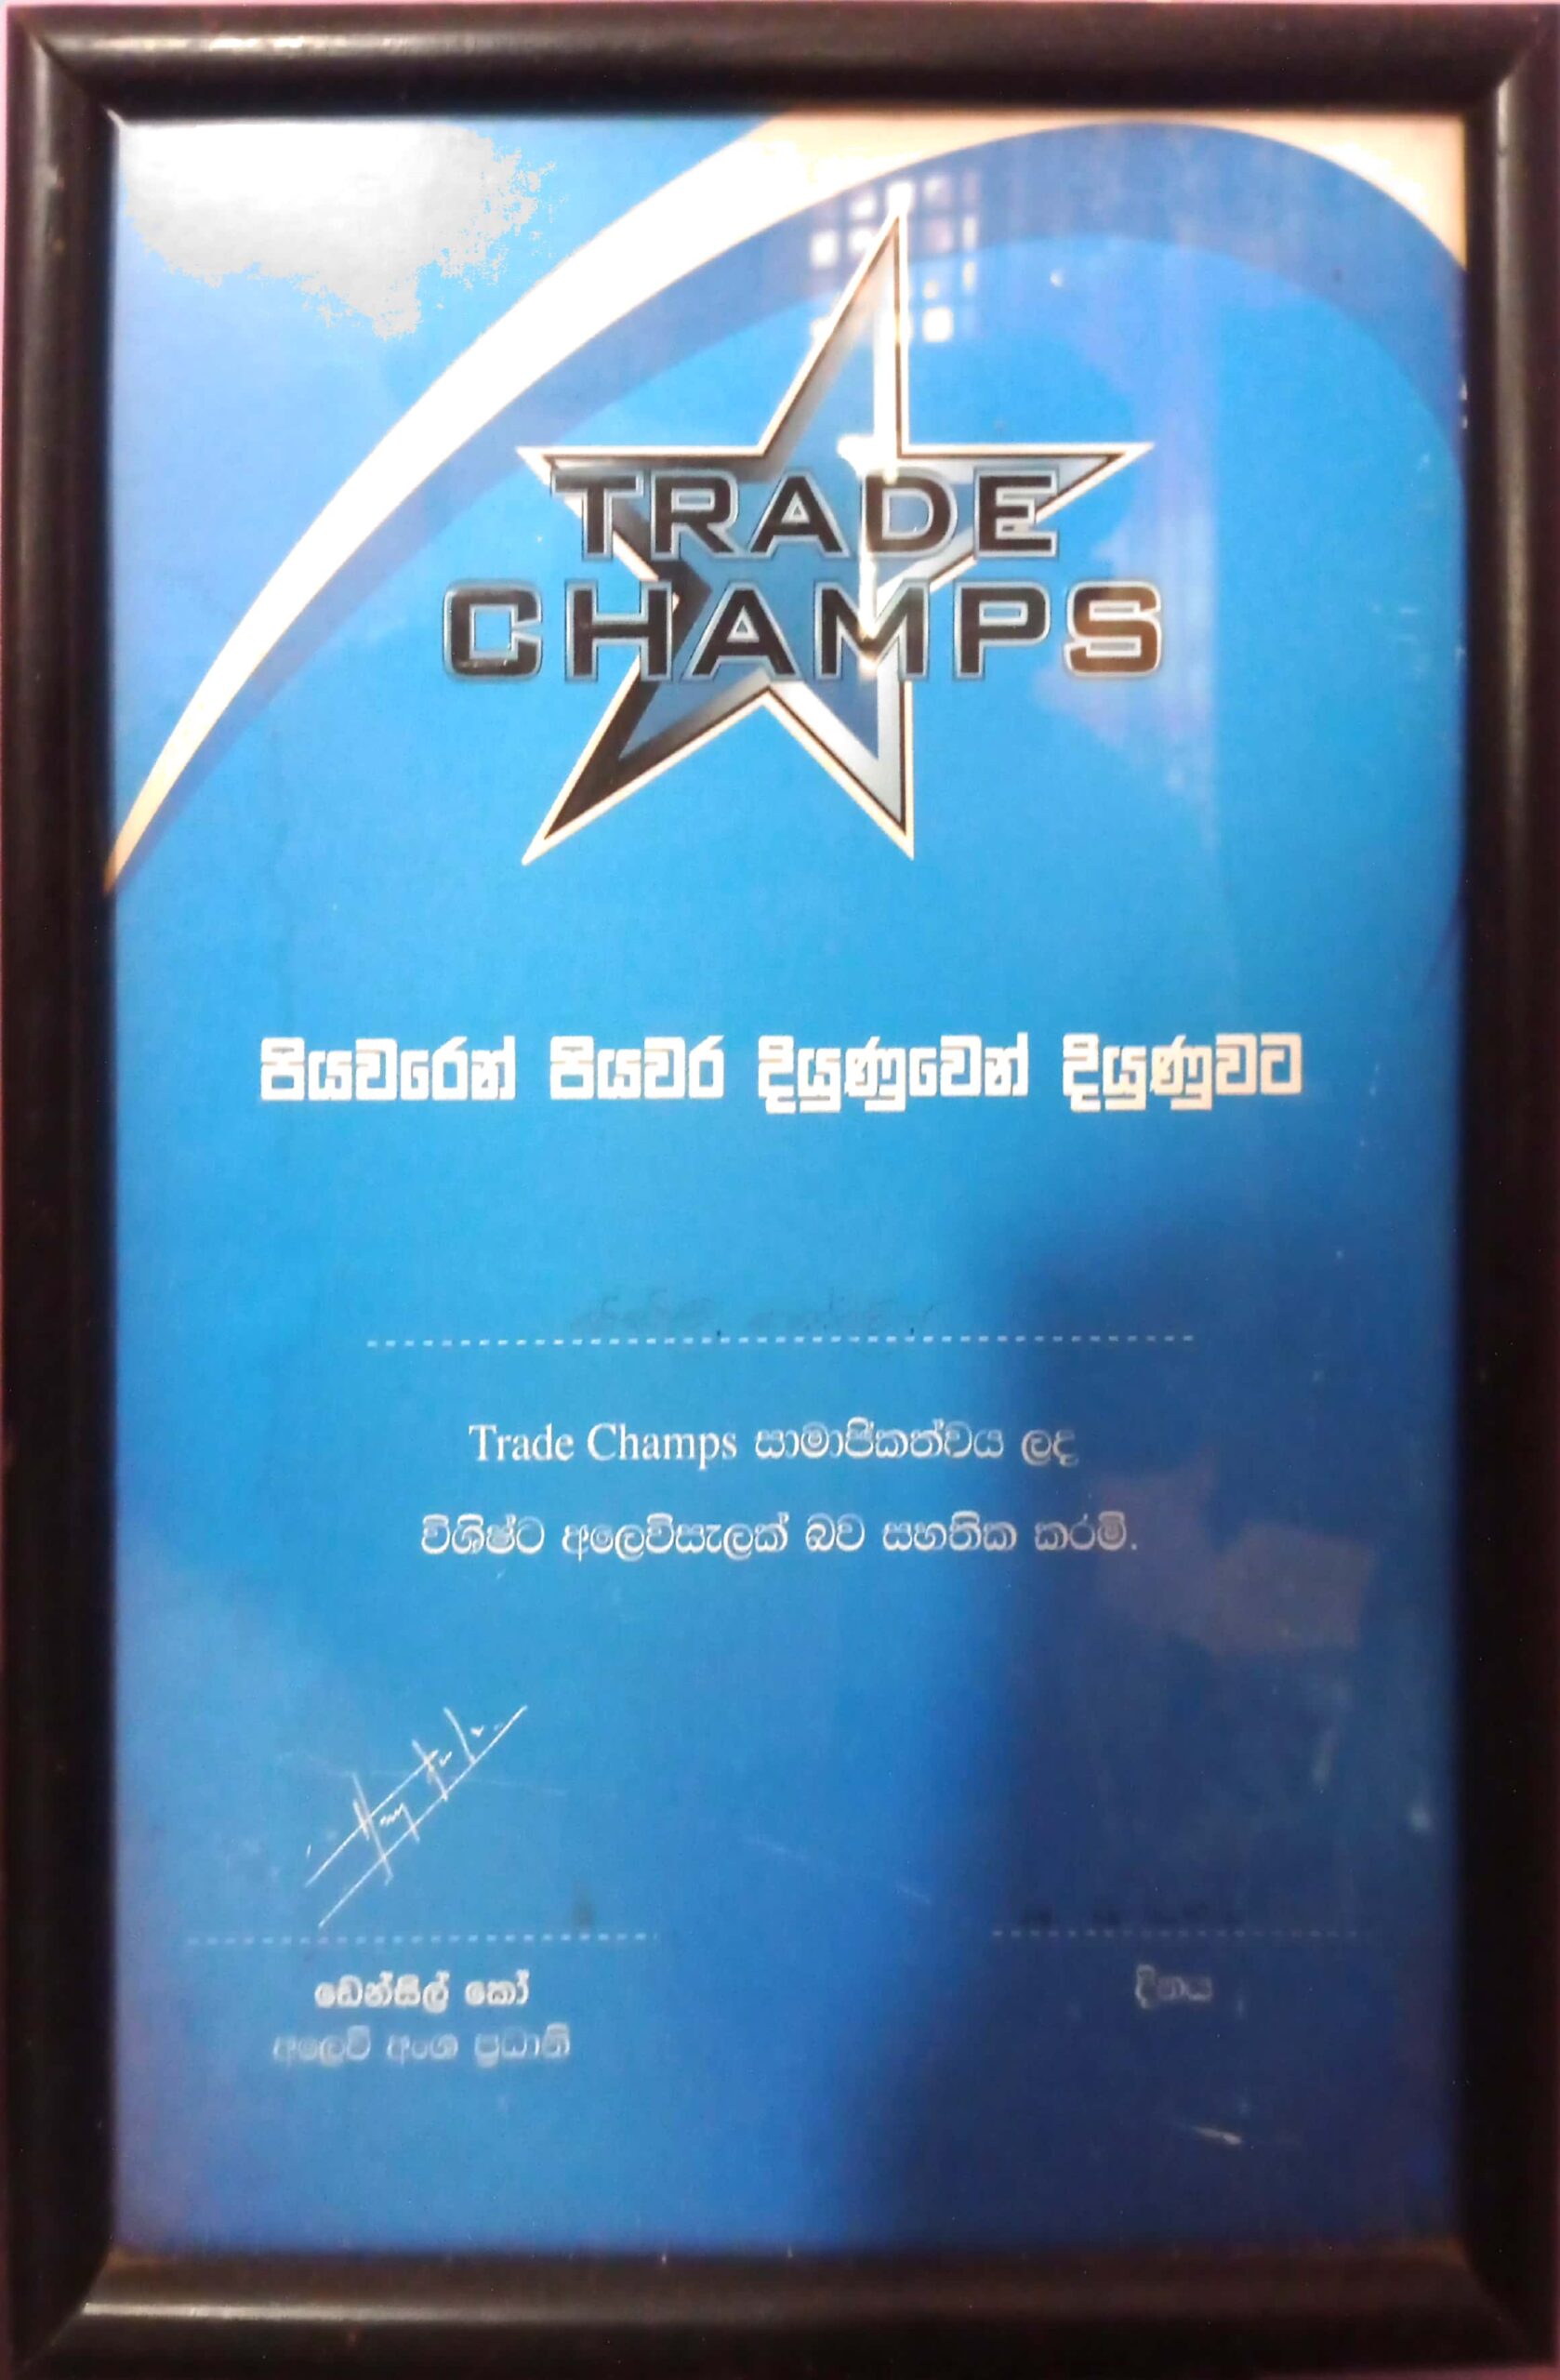 TRADE
CHAMPS
පියවරෙන් පියවර දියුණුවෙන් දියුණුවට
Trade Champs සාමාජිකත්වය ලද
විශිෂ්ට අලෙවිසැලක් බව සහතික කරමි.
ඩෙන්සිල් කෝ
දිනය
අලෙවි අංශ ප්‍රධානි